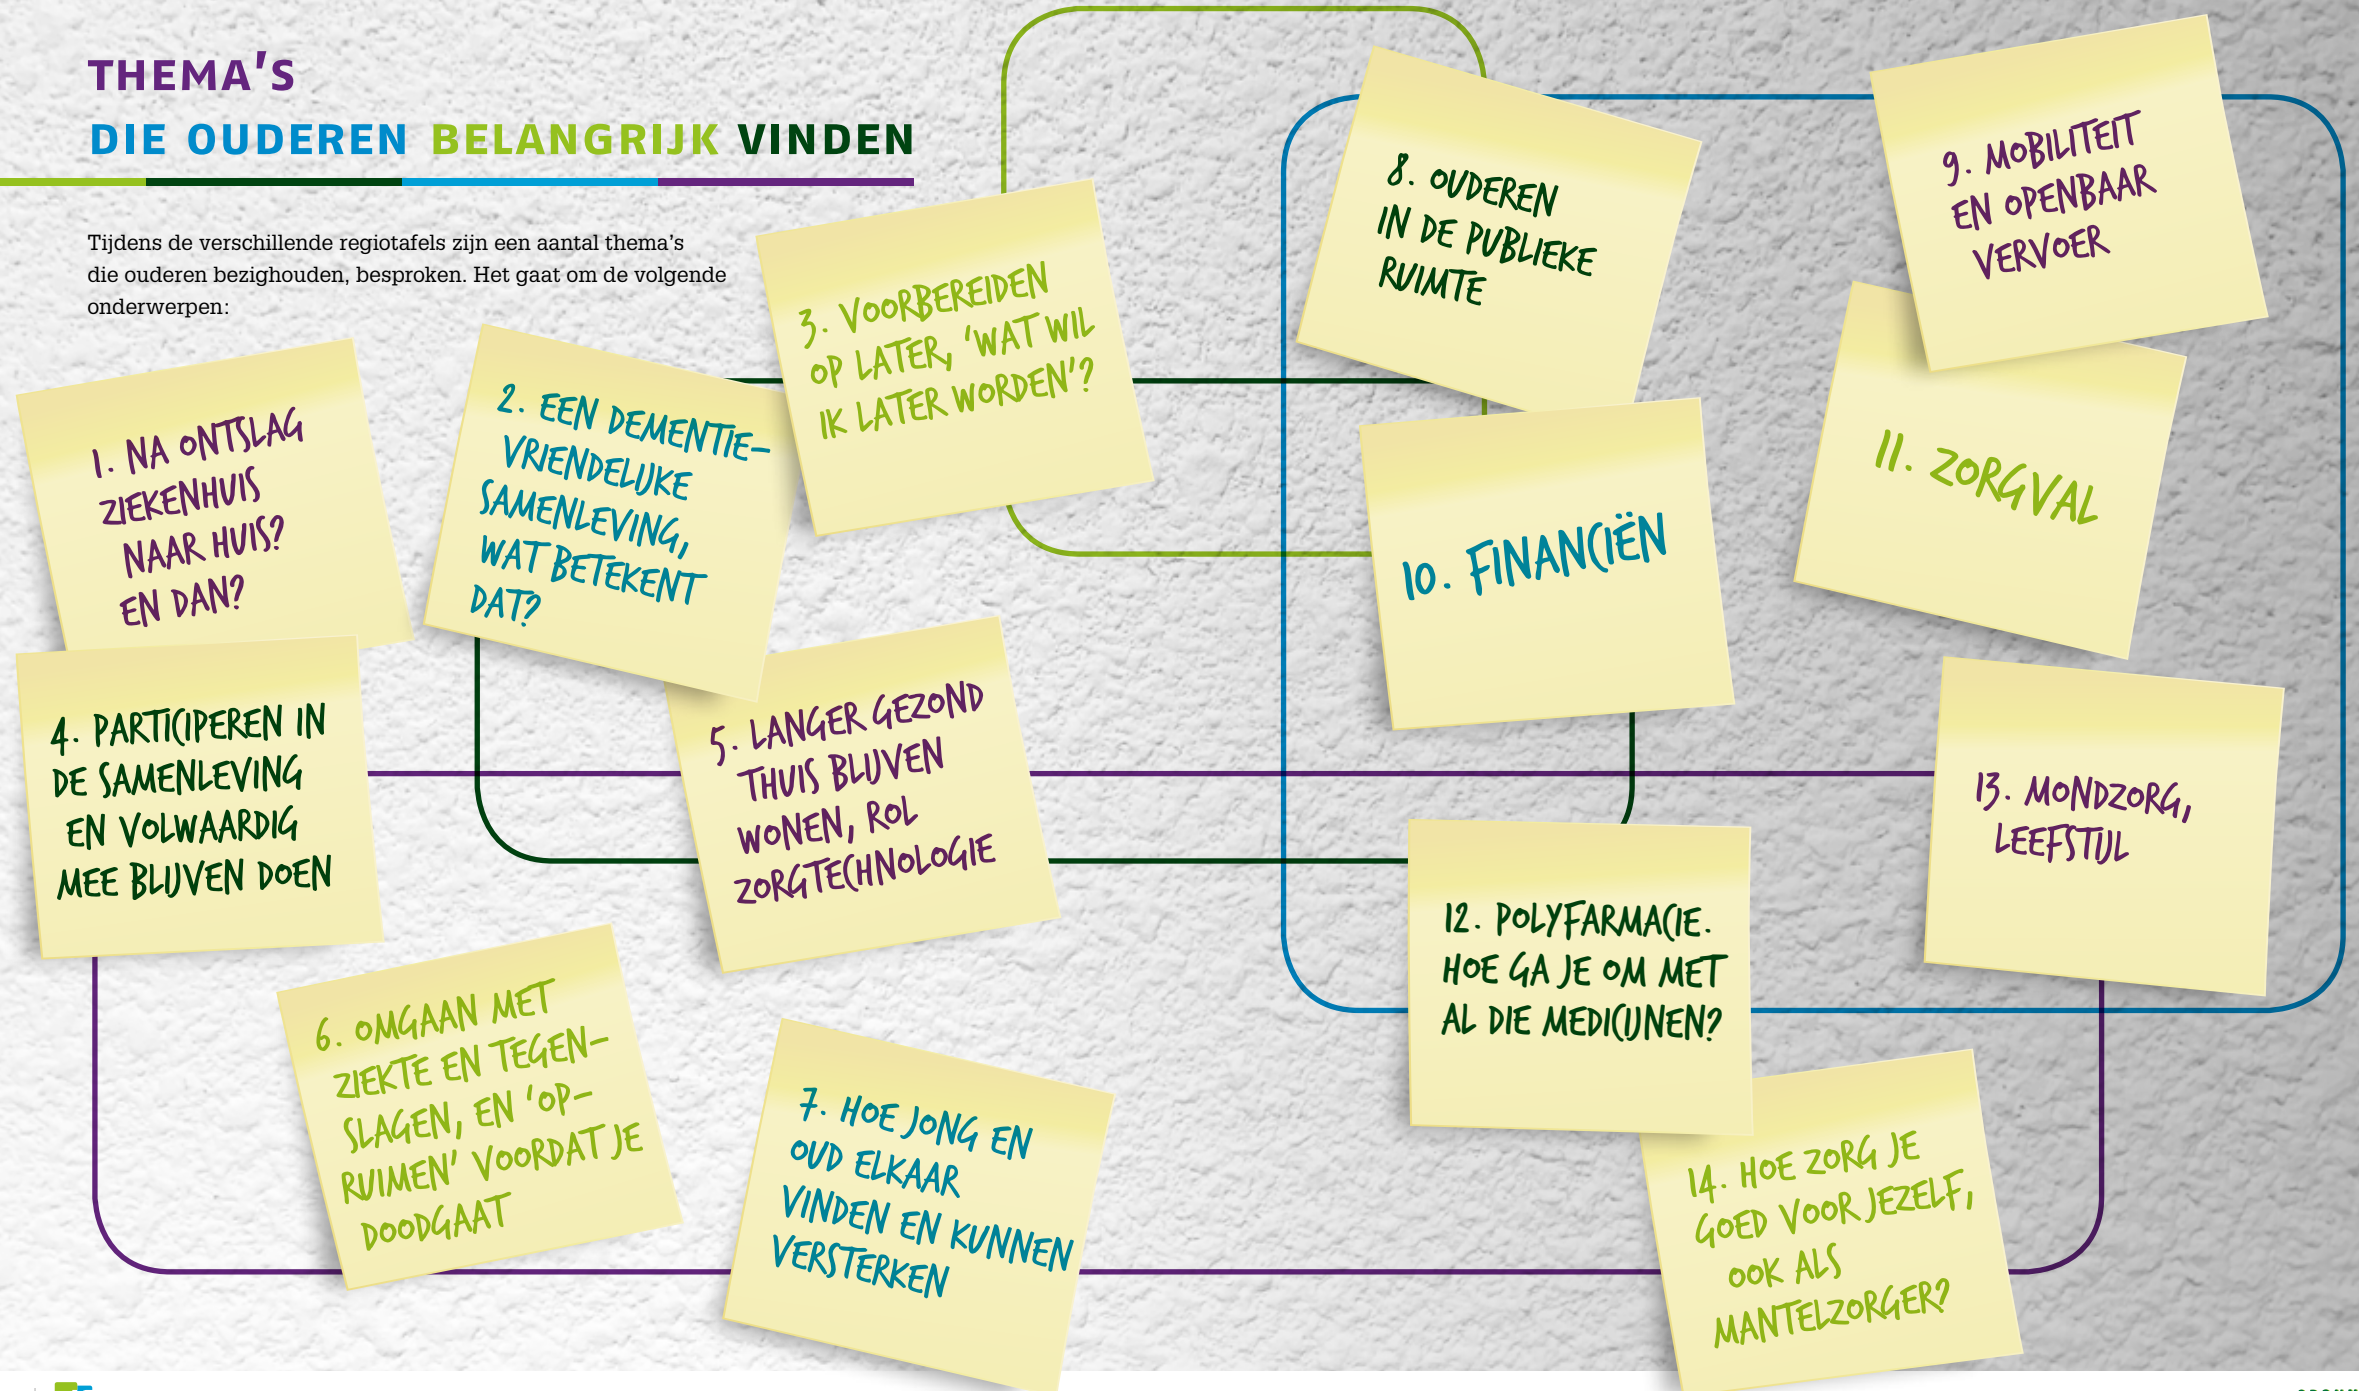 THEMA'S
DIE OUDEREN BELANGRIJK VINDEN
Tijdens de verschillende regiotafels zijn een aantal thema's
die ouderen bezighouden, besproken. Het gaat om de volgende
onderwerpen:
1. NA ONTSLAG
ZIEKENHUIS
NAAR HUIS?
EN DAN?
2. EEN DEMENTIE-
VRIENDELIJKE
SAMENLEVING,
WAT BETEKENT
DAT?
3. VOORBEREIDEN
OP LATER, 'WAT WIL
IK LATER WORDEN'?
4. PARTICIPEREN IN
DE SAMENLEVING
EN VOLWAARDIG
MEE BLIJVEN DOEN
5. LANGER GEZOND
THUIS BLIJVEN
WONEN, ROL
ZORGTECHNOLOGIE
6. OMGAAN MET
ZIEKTE EN TEGEN-
SLAGEN, EN 'OP-
RUIMEN' VOORDAT JE
DOODGAAT
7. HOE JONG EN
OUD ELKAAR
VINDEN EN KUNNEN
VERSTERKEN
8. OUDEREN
IN DE PUBLIEKE
RUIMTE
9. MOBILITEIT
EN OPENBAAR
VERVOER
10. FINANCIËN
11. ZORGVAL
12. POLYFARMACIE.
HOE GA JE OM MET
AL DIE MEDICIJNEN?
13. MONDZORG,
LEEFSTIJL
14. HOE ZORG JE
GOED VOOR JEZELF,
OOK ALS
MANTELZORGER?